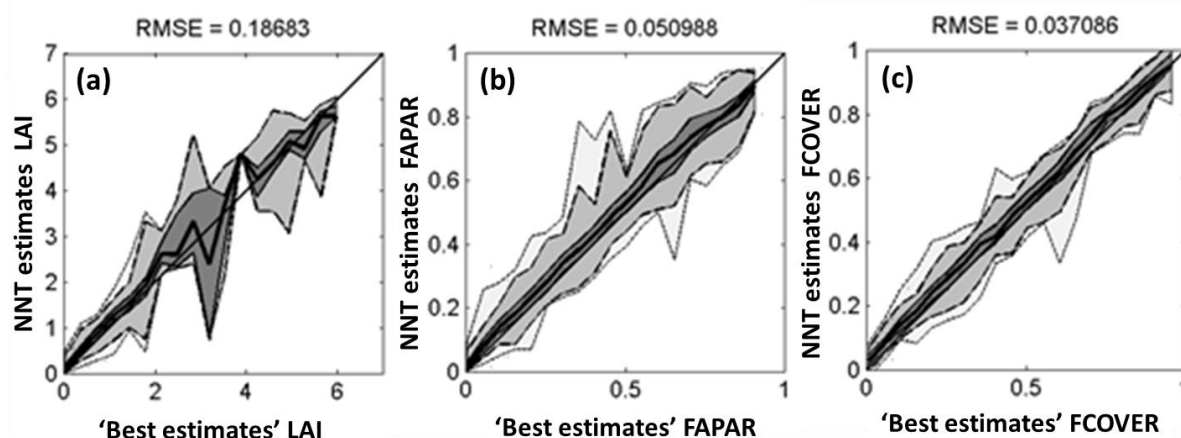 RMSE = 0.18683
(a)
7
6
5
4
3
2
1
0
0 2 4 6
NNT estimates LAI
‘Best estimates’ LAI
RMSE = 0.050988
(b)
1
0.8
0.6
0.4
0.2
0
0 0.5 1
NNT estimates FAPAR
‘Best estimates’ FAPAR
RMSE = 0.037086
(c)
1
0.8
0.6
0.4
0.2
0
0 0.5 1
NNT estimates FCOVER
‘Best estimates’ FCOVER